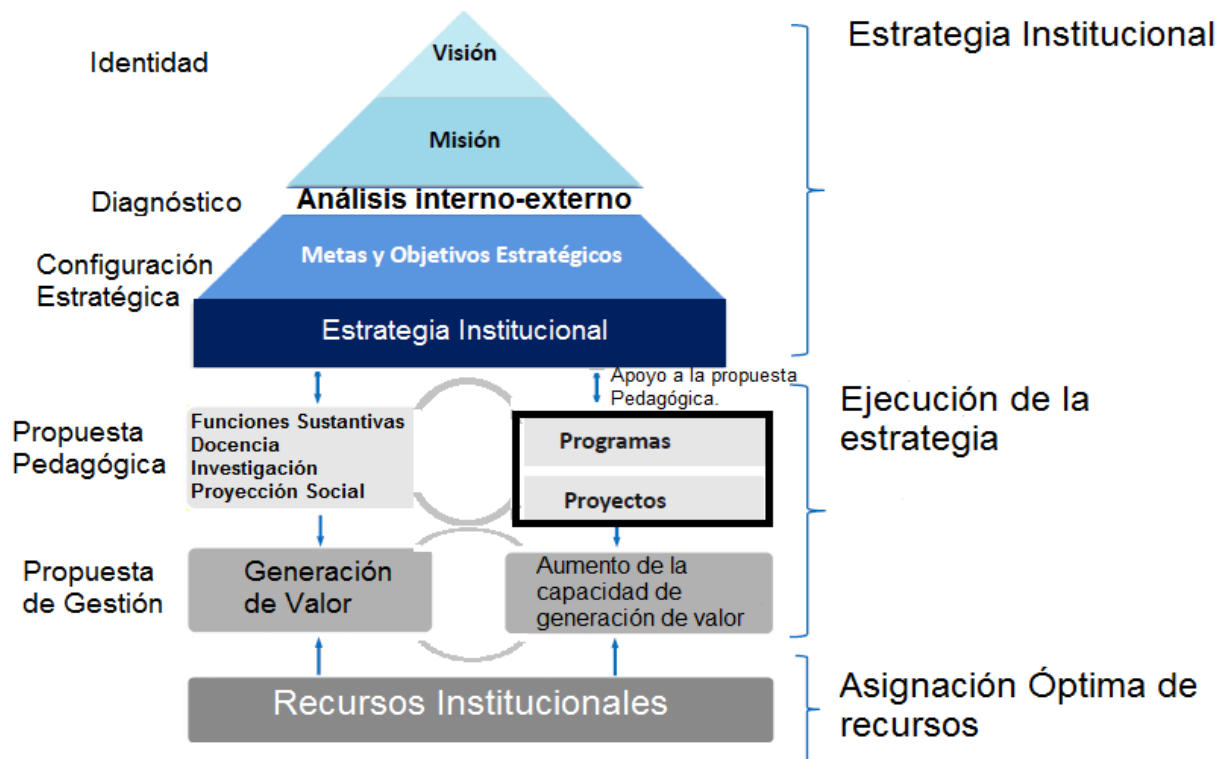 Estrategia Institucional
Identidad
Visión
Misión
Diagnóstico
Análisis interno-externo
Configuración
Estratégica
Metas y Objetivos Estratégicos
Estrategia Institucional
Apoyo a la propuesta
Pedagógica.
Ejecución de la
estrategia
Propuesta
Pedagógica
Funciones Sustantivas
Docencia
Investigación
Proyección Social
Programas
Proyectos
Propuesta
de Gestión
Generación
de Valor
Aumento de la
capacidad de
generación de valor
Recursos Institucionales
Asignación Óptima de
recursos